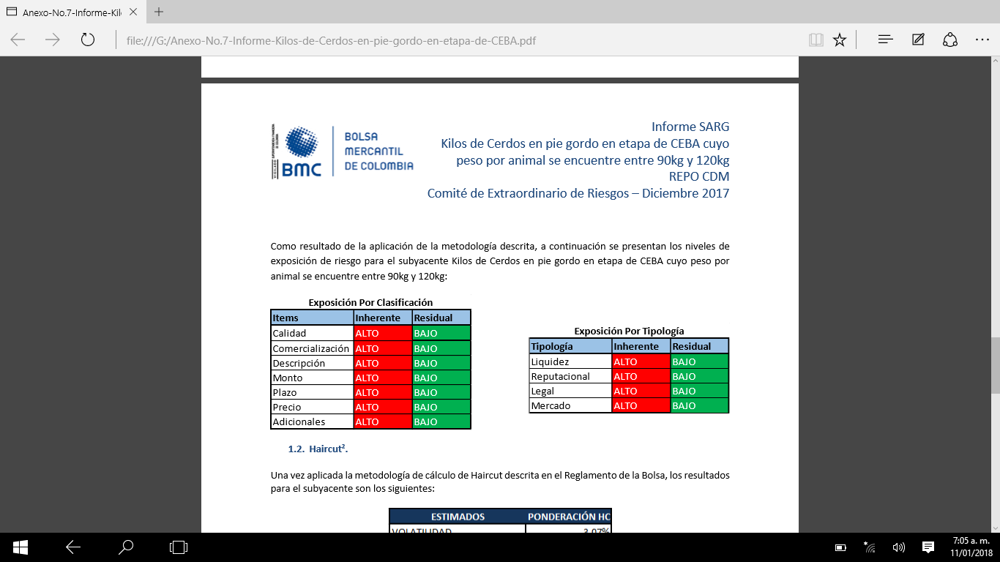 Anexo-No.7-Informe-Kil
file:///G:/Anexo-No.7-Informe-Kilos-de-Cerdos-en-pie-gordo-en-etapa-de-CEBA.pdf
BOLSA
MERCANTIL
DE COLOMBIA
BMC
VIGILADO
Informe SARG
Kilos de Cerdos en pie gordo en etapa de CEBA cuyo
peso por animal se encuentre entre 90kg y 120kg
REPO CDM
Comité de Extraordinario de Riesgos – Diciembre 2017
Como resultado de la aplicación de la metodología descrita, a continuación se presentan los niveles de
exposición de riesgo para el subyacente Kilos de Cerdos en pie gordo en etapa de CEBA cuyo peso por
animal se encuentre entre 90kg y 120kg:
Exposición Por Clasificación
Items Inherente Residual
Calidad ALTO BAJO
Comercialización ALTO BAJO
Descripción ALTO BAJO
Monto ALTO BAJO
Plazo ALTO BAJO
Precio ALTO BAJO
Adicionales ALTO BAJO
Exposición Por Tipología
Tipología Inherente Residual
Liquidez ALTO BAJO
Reputacional ALTO BAJO
Legal ALTO BAJO
Mercado ALTO BAJO
1.2. Haircut².
Una vez aplicada la metodología de cálculo de Haircut descrita en el Reglamento de la Bolsa, los resultados
para el subyacente son los siguientes:
ESTIMADOS PONDERACIÓN HC
VOLATILIDAD 3,07%
7:05 a. m.
11/01/2018